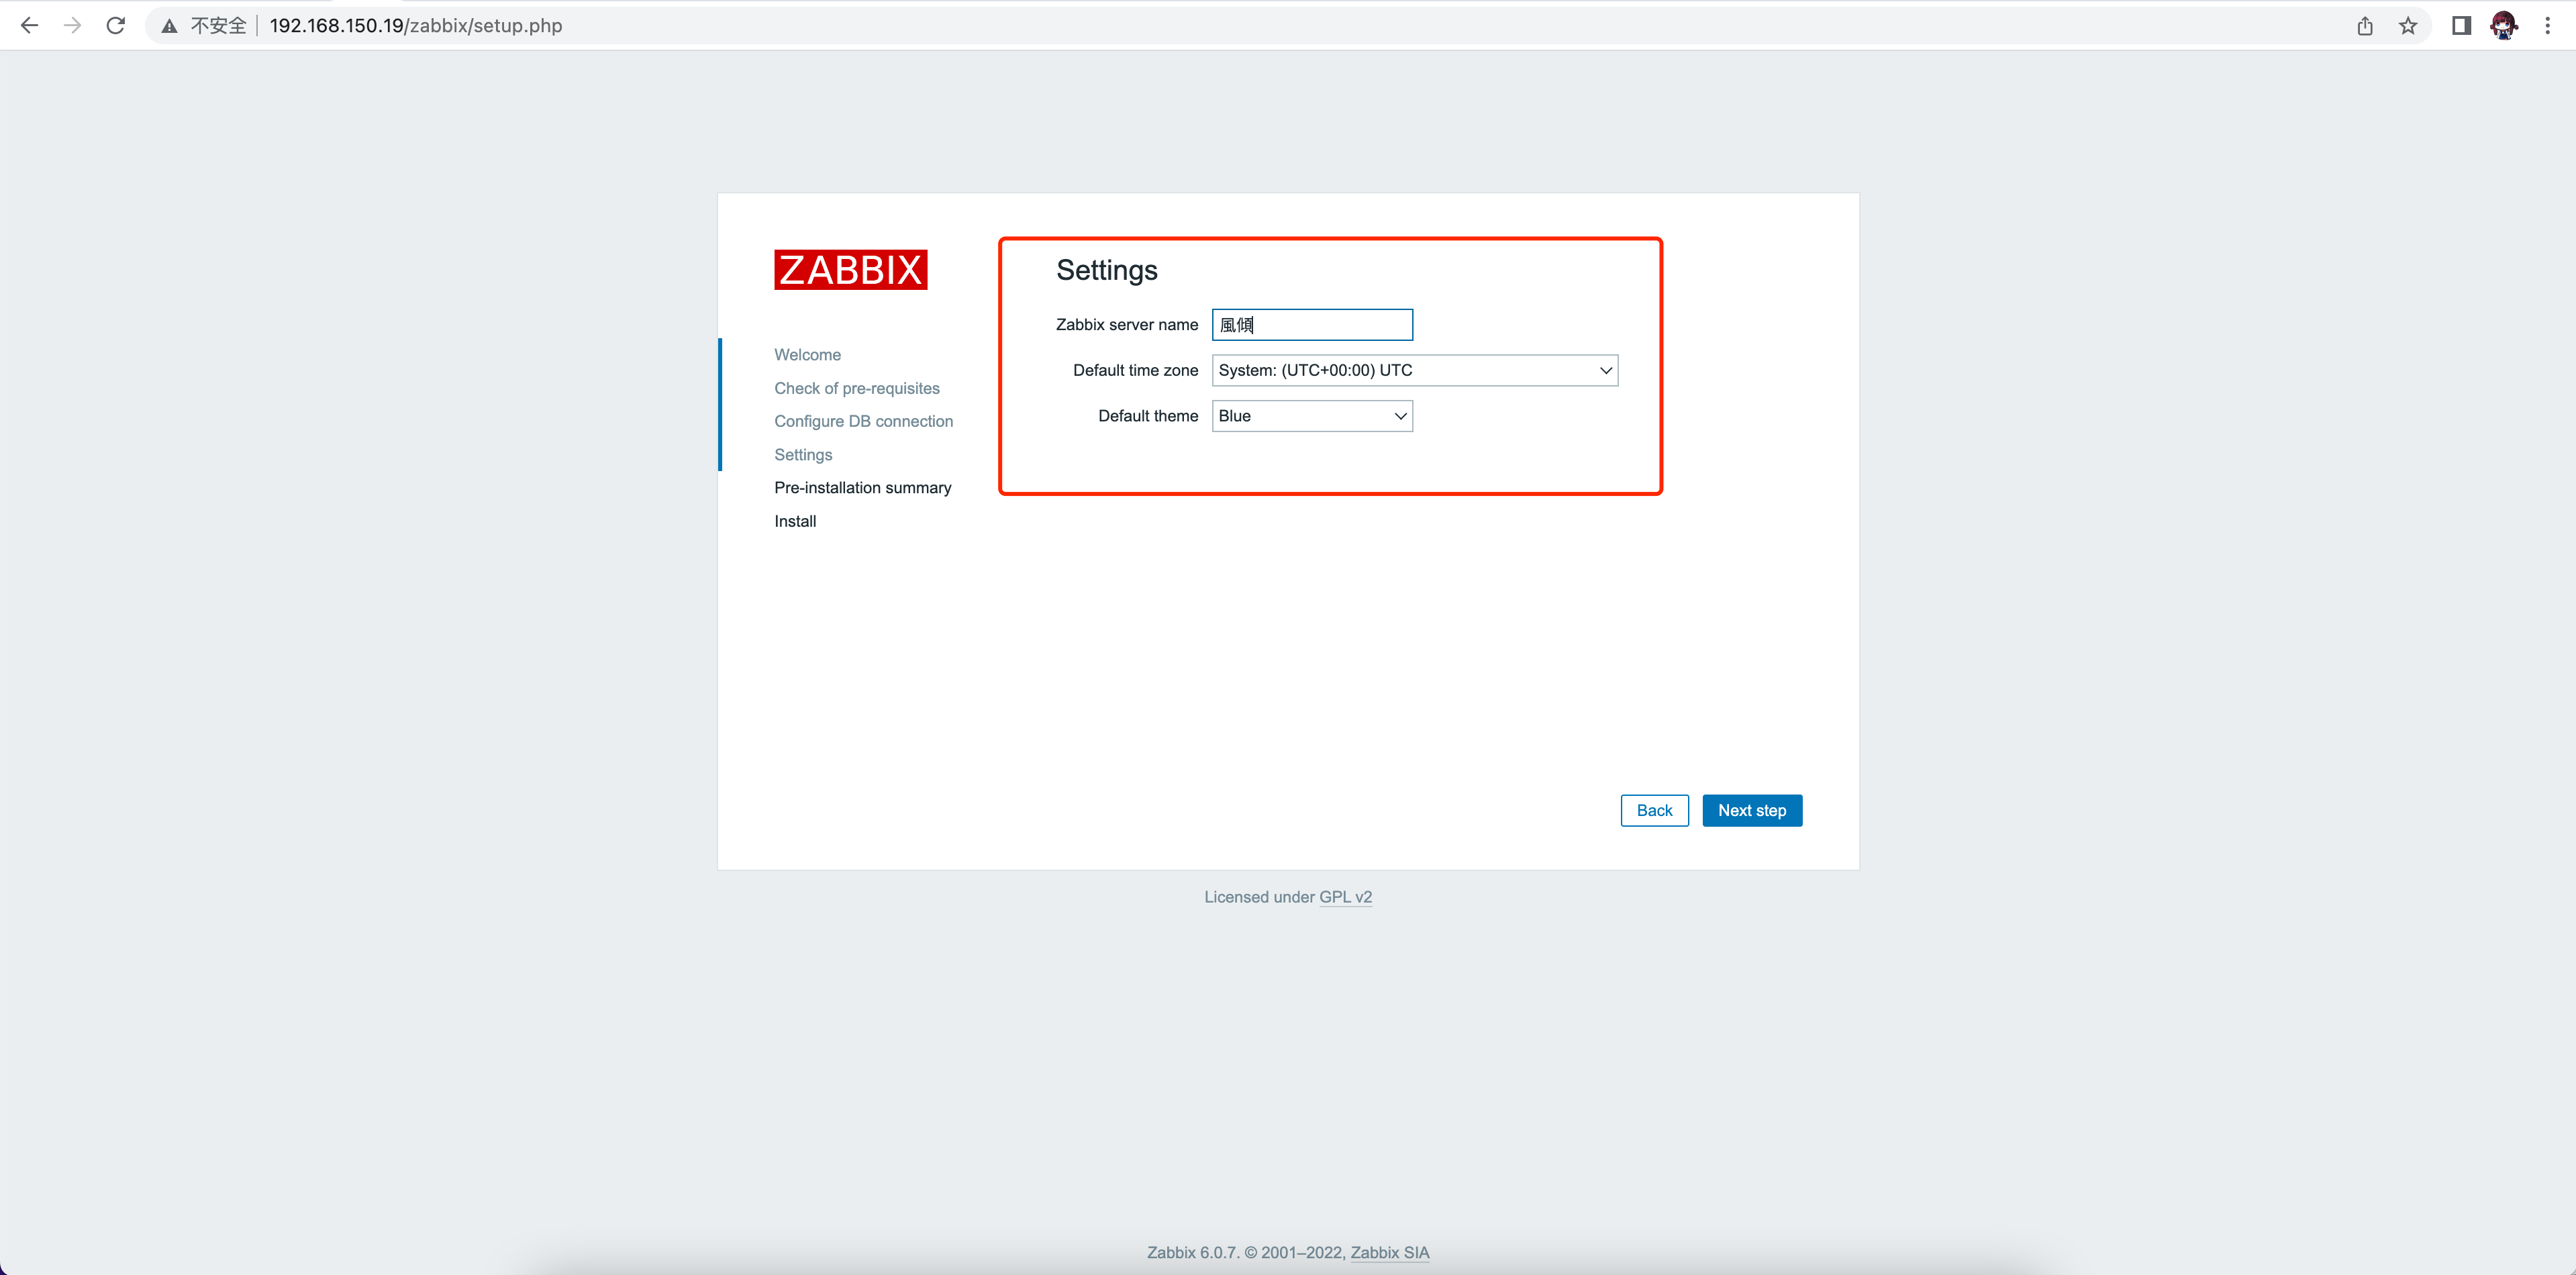 不安全 192.168.150.19/zabbix/setup.php
ZABBIX
Welcome
Check of pre-requisites
Configure DB connection
Settings
Pre-installation summary
Install
Settings
Zabbix server name 風傾
Default time zone System: (UTC+00:00) UTC
Default theme Blue
Back Next step
Licensed under GPL v2
Zabbix 6.0.7. © 2001–2022, Zabbix SIA